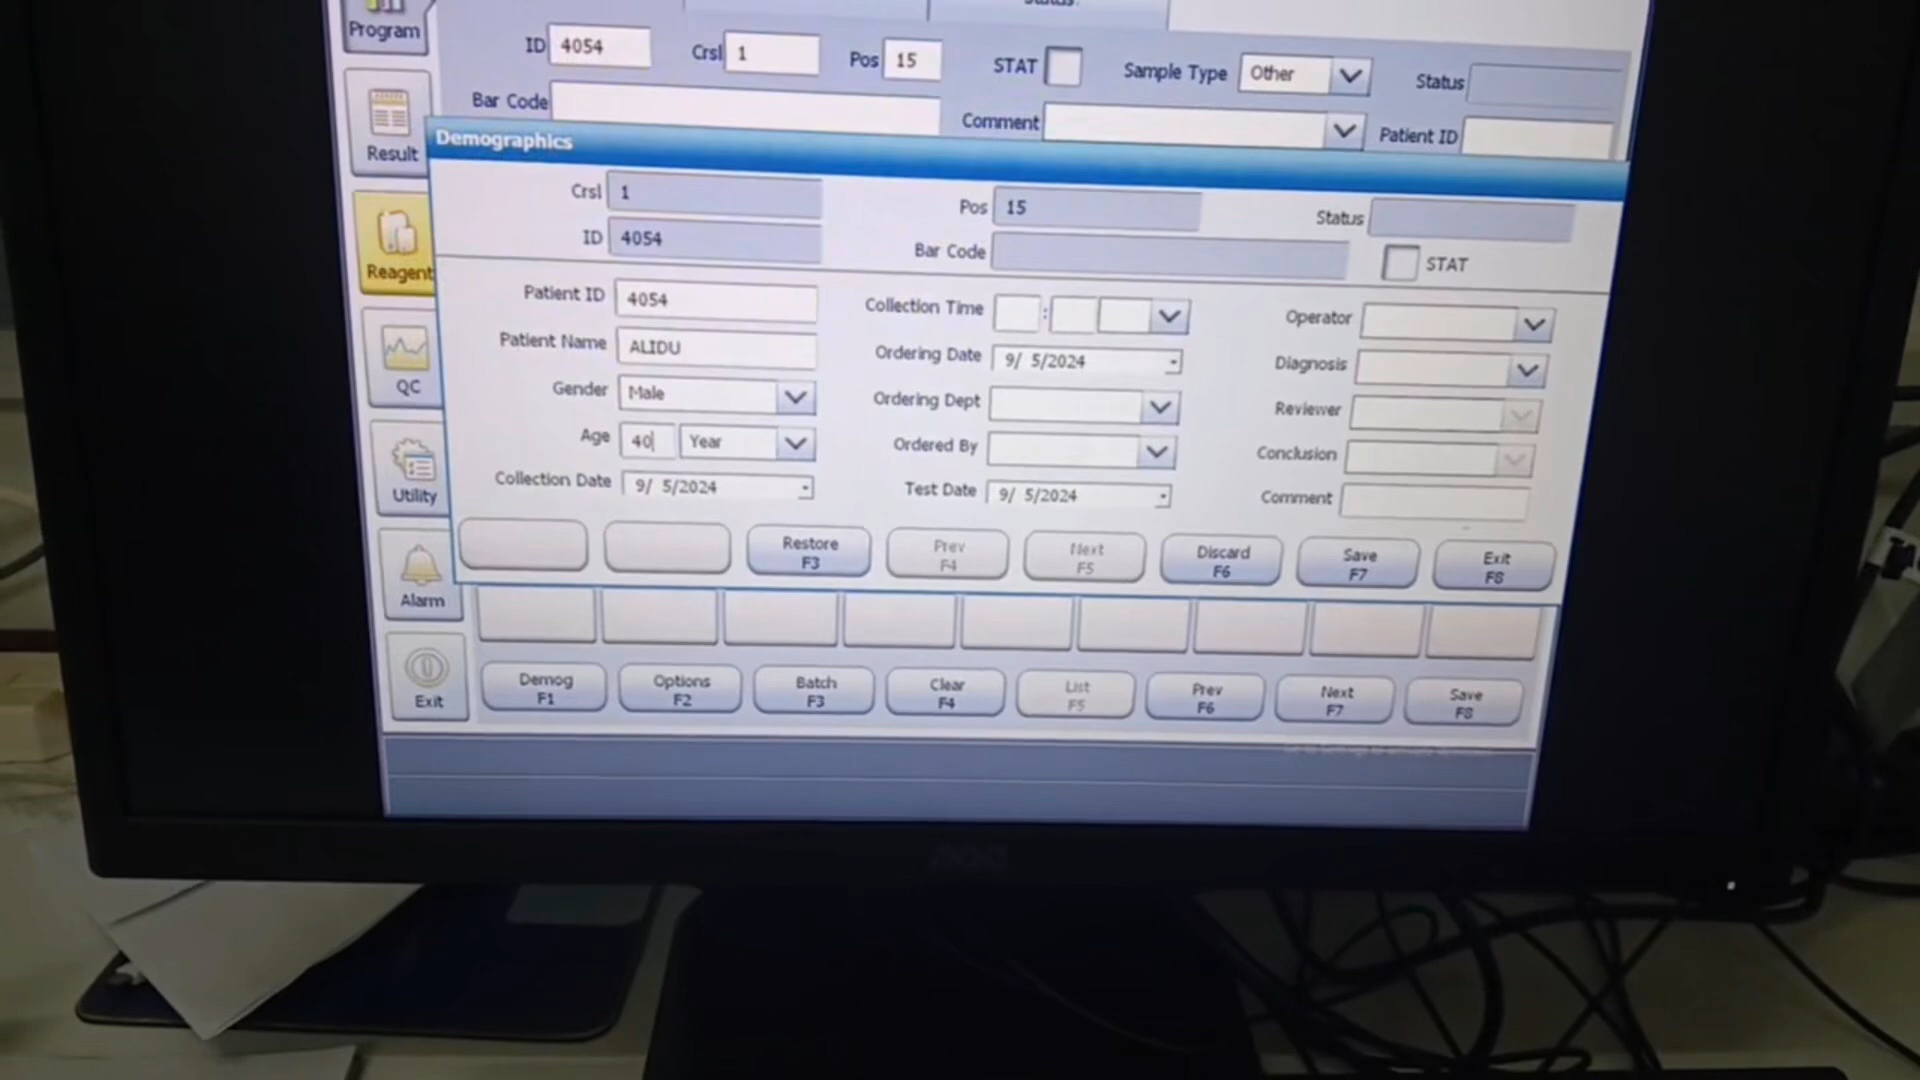 Program
ID 4054 Crsl 1 Pos 15 STAT Sample Type Other Status
Bar Code Comment Patient ID
Result
Demographics
Crsl 1 Pos 15 Status
ID 4054 Bar Code STAT
Reagent
Patient ID 4054 Collection Time : Operator
Patient Name ALIDU Ordering Date 9/ 5/2024 Diagnosis
QC
Gender Male Ordering Dept Reviewer
Age 40 Year Ordered By Conclusion
Collection Date 9/ 5/2024 Test Date 9/ 5/2024 Comment
Utility
Restore F3 Prev F4 Next F5 Discard F6 Save F7 Exit F8
Alarm
Exit
Demog F1 Options F2 Batch F3 Clear F4 List F5 Prev F6 Next F7 Save F8
AOC